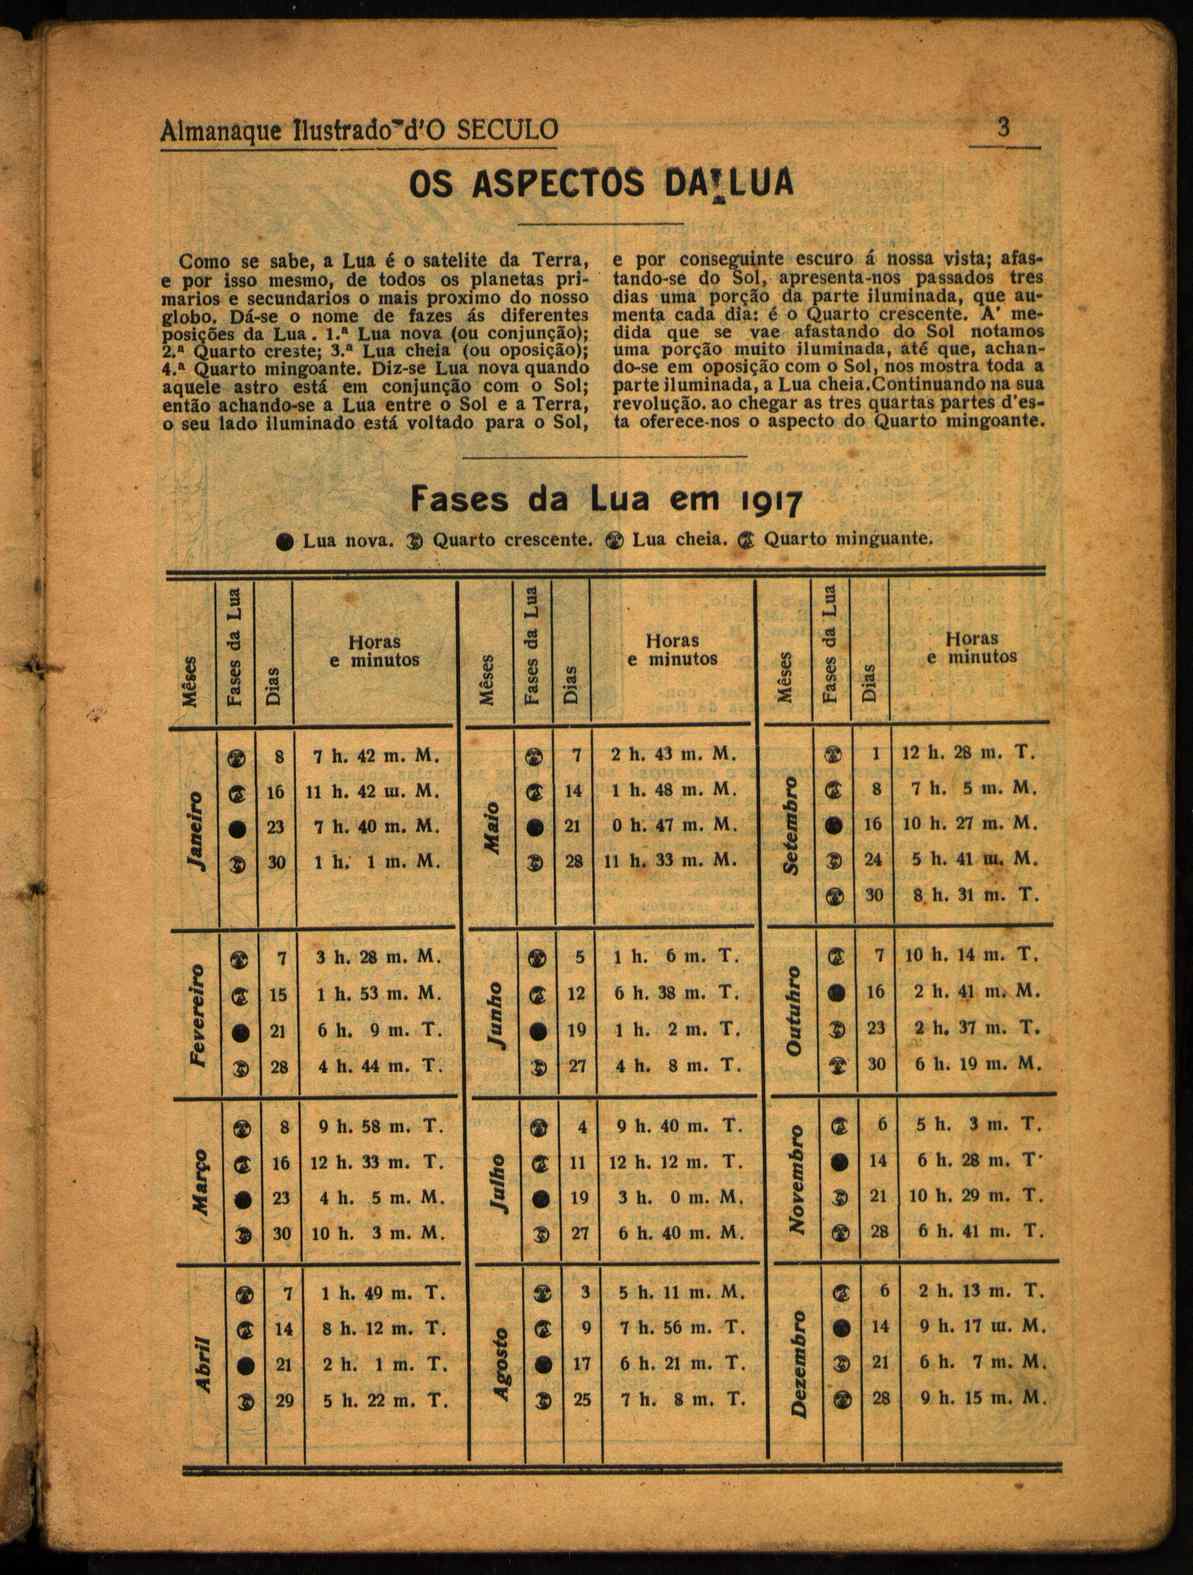 Almanaque Ilustrado d'O SECULO
3
OS ASPECTOS DA LUA
Como se sabe, a Lua é o satelite da Terra,
e por isso mesmo, de todos os planetas pri-
marios e secundarios o mais proximo do nosso
globo. Dá-se o nome de fazes ás diferentes
posições da Lua. 1.ª Lua nova (ou conjunção);
2.ª Quarto creste; 3.ª Lua cheia (ou oposição);
4.ª Quarto mingoante. Diz-se Lua nova quando
aquele astro está em conjunção com o Sol;
então achando-se a Lua entre o Sol e a Terra,
o seu lado iluminado está voltado para o Sol,
e por conseguinte escuro á nossa vista; afas-
tando-se do Sol, apresenta-nos passados tres
dias uma porção da parte iluminada, que au-
menta cada dia: é o Quarto crescente. A' me-
dida que se vae afastando do Sol notamos
uma porção muito iluminada, até que, achan-
do-se em oposição com o Sol, nos mostra toda a
parte iluminada, a Lua cheia. Continuando na sua
revolução. ao chegar as tres quartas partes d'es-
ta oferece-nos o aspecto do Quarto mingoante.
Fases da Lua em 1917
Lua nova. Quarto crescente. Lua cheia. Quarto minguante.
Mêses Fases da Lua Dias Horas e minutos
Janeiro
8 7 h. 42 m. M.
16 11 h. 42 m. M.
23 7 h. 40 m. M.
30 1 h. 1 m. M.
Fevereiro
7 3 h. 28 m. M.
15 1 h. 53 m. M.
21 6 h. 9 m. T.
28 4 h. 44 m. T.
Março
8 9 h. 58 m. T.
16 12 h. 33 m. T.
23 4 h. 5 m. M.
30 10 h. 3 m. M.
Abril
7 1 h. 49 m. T.
14 8 h. 12 m. T.
21 2 h. 1 m. T.
29 5 h. 22 m. T.
Mêses Fases da Lua Dias Horas e minutos
Maio
7 2 h. 43 m. M.
14 1 h. 48 m. M.
21 0 h. 47 m. M.
28 11 h. 33 m. M.
Junho
5 1 h. 6 m. T.
12 6 h. 38 m. T.
19 1 h. 2 m. T.
27 4 h. 8 m. T.
Julho
4 9 h. 40 m. T.
11 12 h. 12 m. T.
19 3 h. 0 m. M.
27 6 h. 40 m. M.
Agosto
3 5 h. 11 m. M.
9 7 h. 56 m. T.
17 6 h. 21 m. T.
25 7 h. 8 m. T.
Mêses Fases da Lua Dias Horas e minutos
Setembro
1 12 h. 28 m. T.
8 7 h. 5 m. M.
16 10 h. 27 m. M.
24 5 h. 41 m. M.
30 8 h. 31 m. T.
Outuhro
7 10 h. 14 m. T.
16 2 h. 41 m. M.
23 2 h. 37 m. T.
30 6 h. 19 m. M.
Novembro
6 5 h. 3 m. T.
14 6 h. 28 m. T.
21 10 h. 29 m. T.
28 6 h. 41 m. T.
Dezembro
6 2 h. 13 m. T.
14 9 h. 17 m. M.
21 6 h. 7 m. M.
28 9 h. 15 m. M.